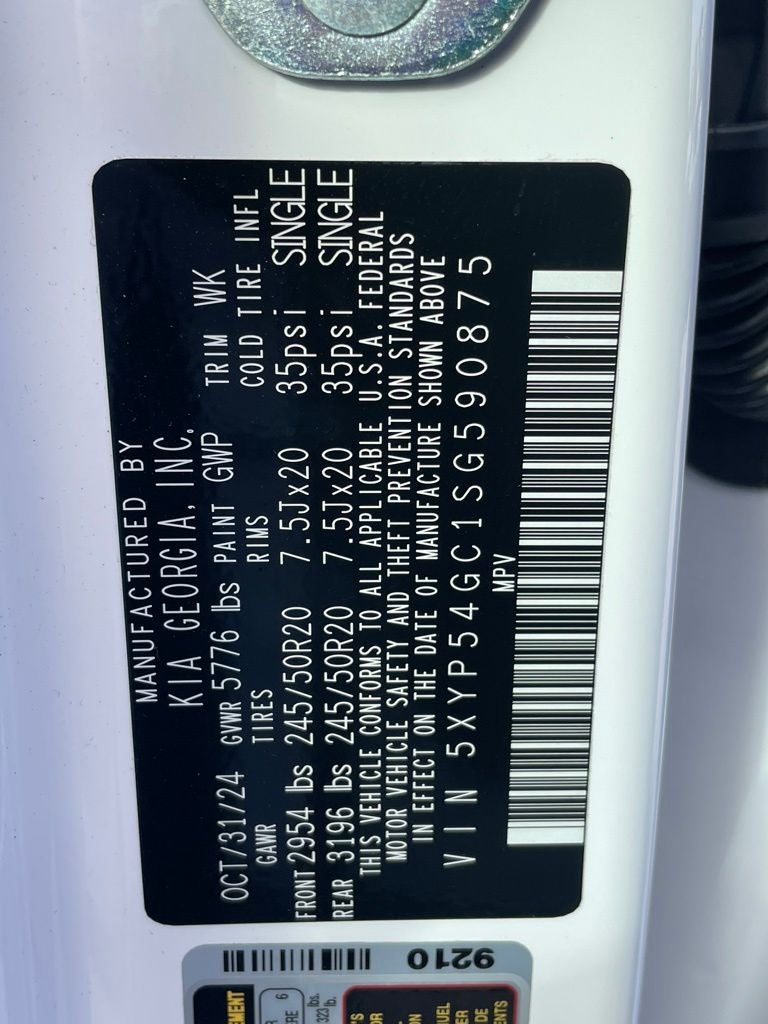 MANUFACTURED BY
KIA GEORGIA, INC.
OCT/31/24 GVWR 5776 lbs PAINT GWP TRIM WK
GAWR TIRES RIMS COLD TIRE INFL
FRONT 2954 lbs 245/50R20 7.5Jx20 35psi SINGLE
REAR 3196 lbs 245/50R20 7.5Jx20 35psi SINGLE
THIS VEHICLE CONFORMS TO ALL APPLICABLE U.S.A. FEDERAL
MOTOR VEHICLE SAFETY AND THEFT PREVENTION STANDARDS
IN EFFECT ON THE DATE OF MANUFACTURE SHOWN ABOVE
VIN 5XYP54GC1SG590875
MPV
9210